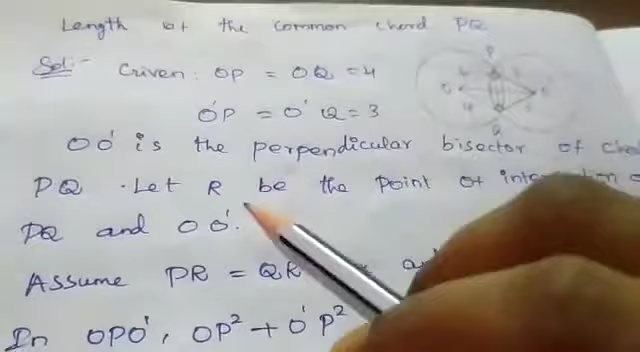 Length of the common chord PQ
Sol:- Given: OP = OQ = 4
O'P = O'Q = 3
OO' is the perpendicular bisector of
PQ. Let R be the point of
PQ and OO'.
Assume PR = QR
In OPO', OP² + O'P²